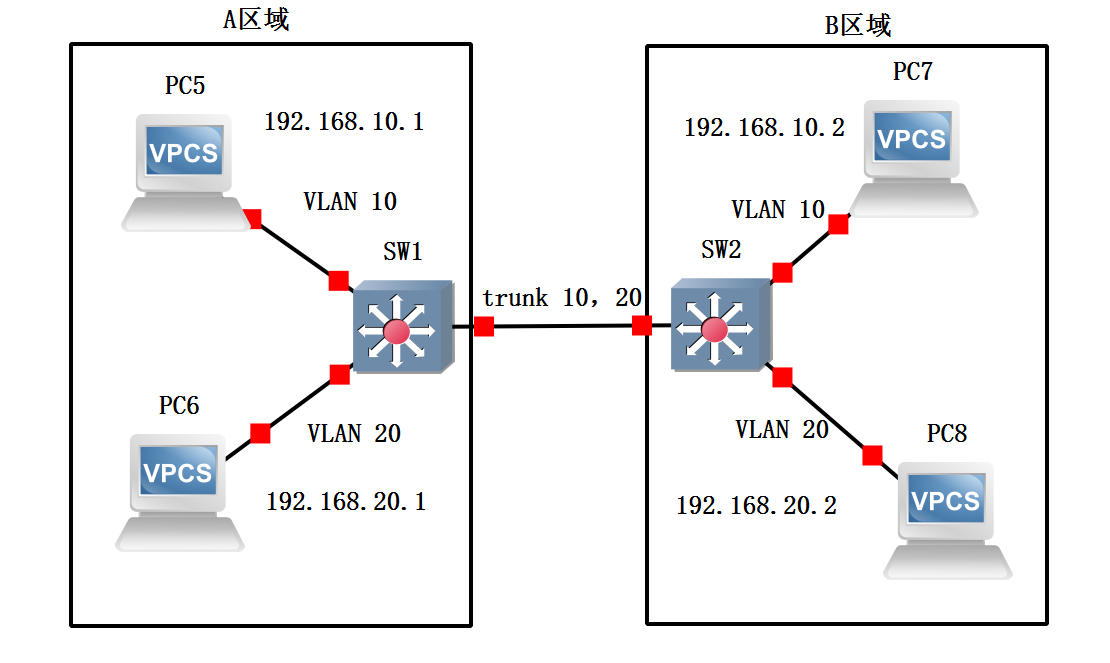 A区域
B区域
PC5
192.168.10.1
VPCS
VLAN 10
SW1
PC6
VPCS
VLAN 20
192.168.20.1
trunk 10，20
PC7
192.168.10.2
VPCS
VLAN 10
SW2
VLAN 20
PC8
192.168.20.2
VPCS